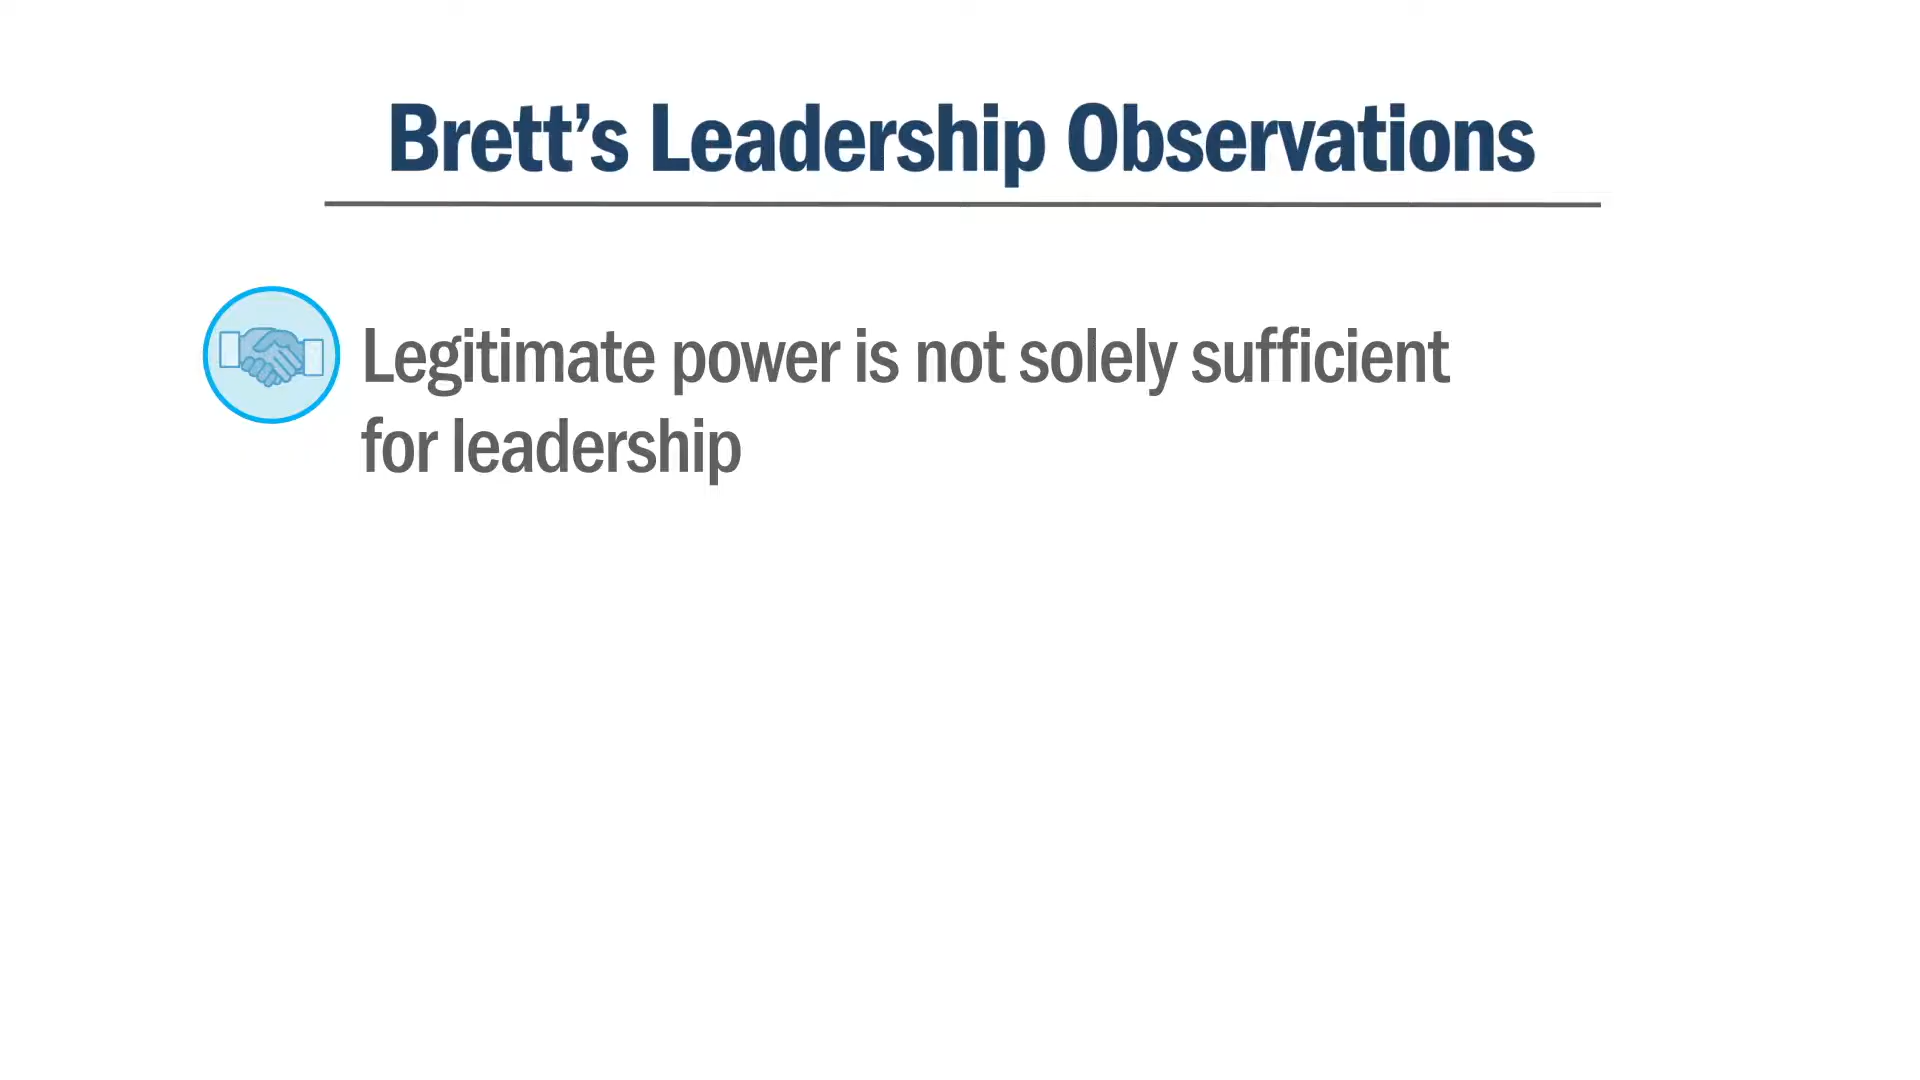 Brett’s Leadership Observations
Legitimate power is not solely sufficient
for leadership